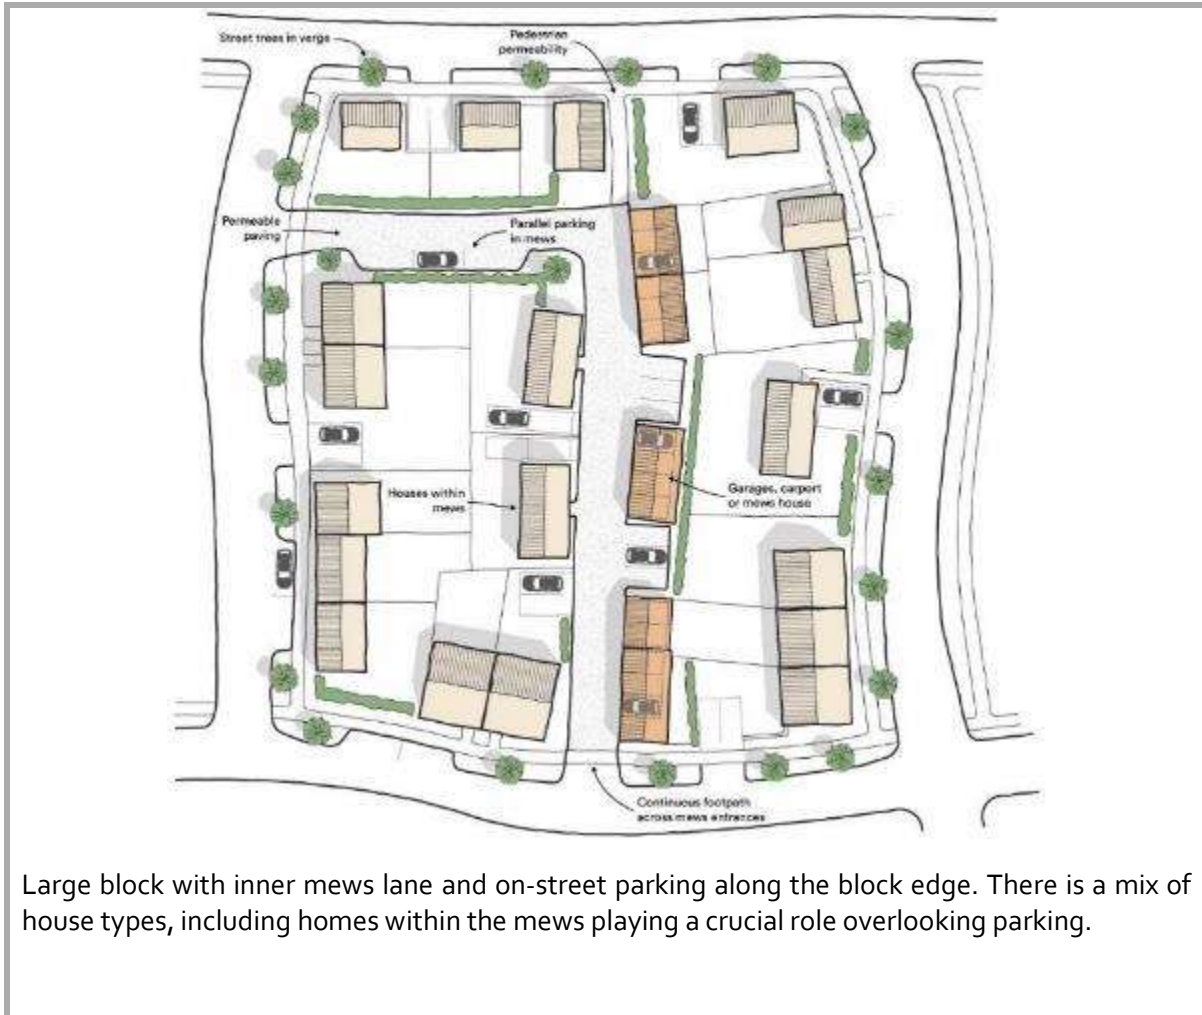 Street trees in verge
Pedestrian
permeability
Permeable
paving
Parallel parking
in mews
Houses within
mews
Garages, carport
or mews house
Continuous footpath
across mews entrances
Large block with inner mews lane and on-street parking along the block edge. There is a mix of
house types, including homes within the mews playing a crucial role overlooking parking.